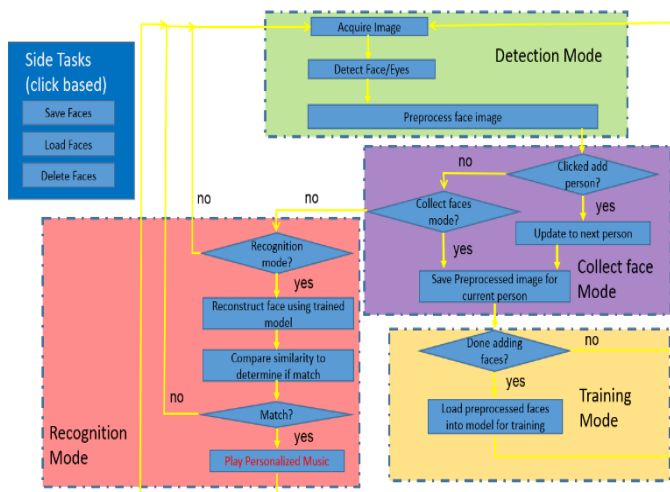 Side Tasks
(click based)
Save Faces
Load Faces
Delete Faces
Acquire Image
Detect Face/Eyes
Preprocess face image
Detection Mode
Clicked add
person?
no
yes
Update to next person
Collect faces
mode?
no
yes
Save Preprocessed image for
current person
Collect face
Mode
Recognition
mode?
no
yes
Reconstruct face using trained
model
Compare similarity to
determine if match
Match?
no
yes
Play Personalized Music
Recognition
Mode
Done adding
faces?
no
yes
Load preprocessed faces
into model for training
Training
Mode